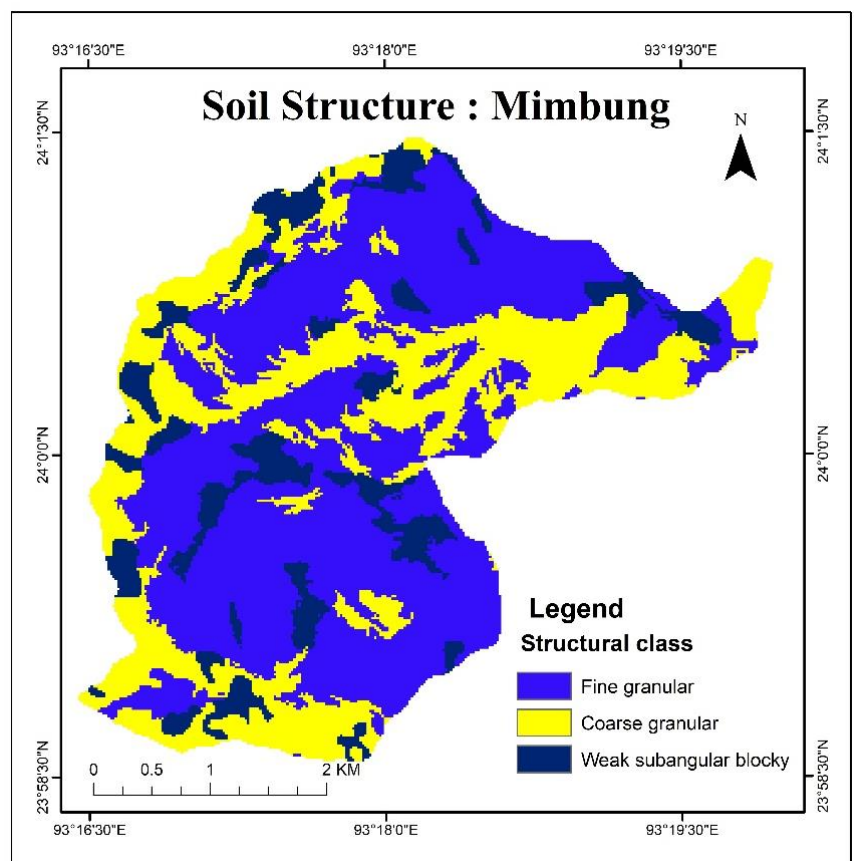 93°16'30"E 93°18'0"E 93°19'30"E
Soil Structure : Mimbung
N
24°1'30"N 24°1'30"N
24°0'0"N 24°0'0"N
Legend
Structural class
Fine granular
Coarse granular
Weak subangular blocky
0 0.5 1 2 KM
23°58'30"N 23°58'30"N
93°16'30"E 93°18'0"E 93°19'30"E